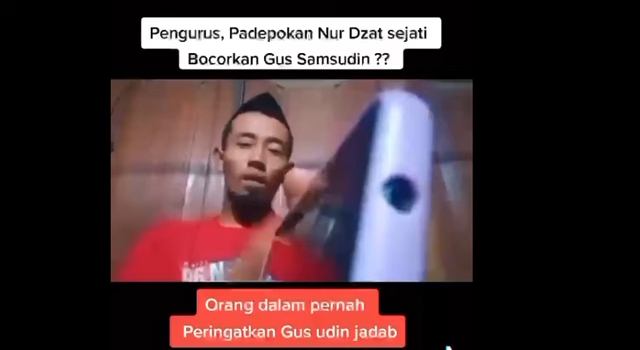 Pengurus, Padepokan Nur Dzat sejati
Bocorkan Gus Samsudin ??
Orang dalam pernah
Peringatkan Gus udin jadab